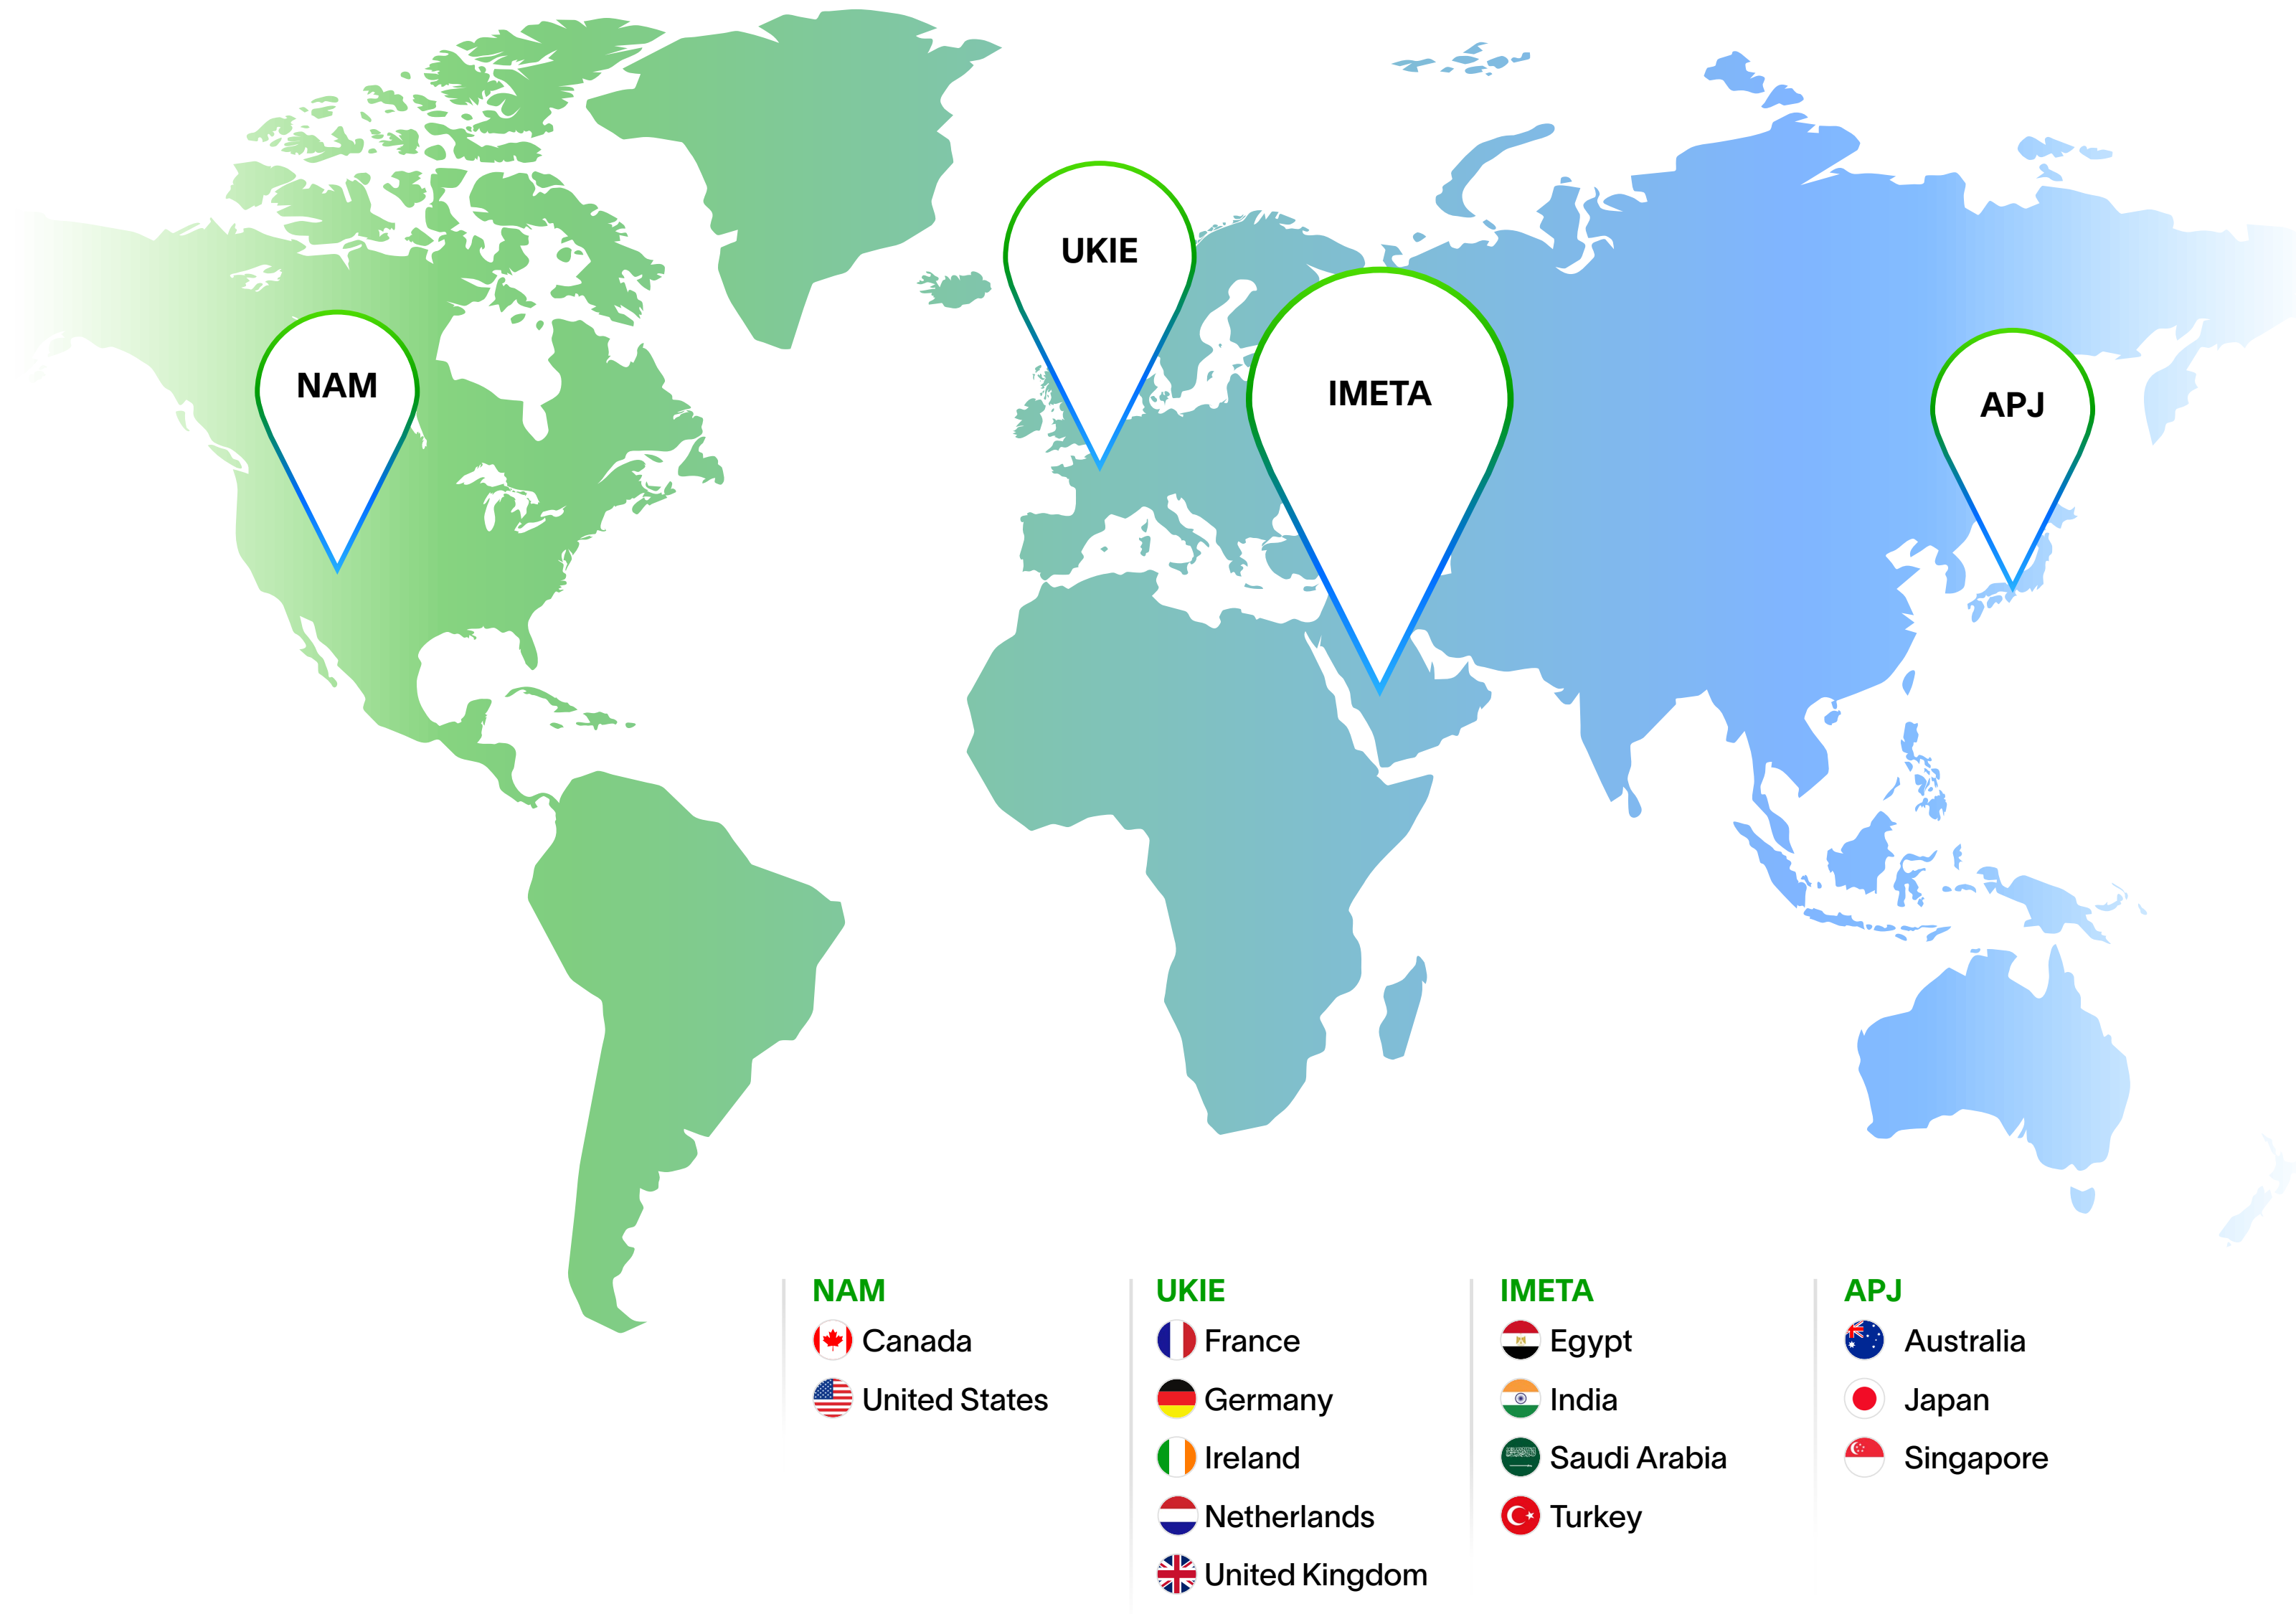 UKIE
NAM
IMETA
APJ
NAM
Canada
United States
UKIE
France
Germany
Ireland
Netherlands
United Kingdom
IMETA
Egypt
India
Saudi Arabia
Turkey
APJ
Australia
Japan
Singapore